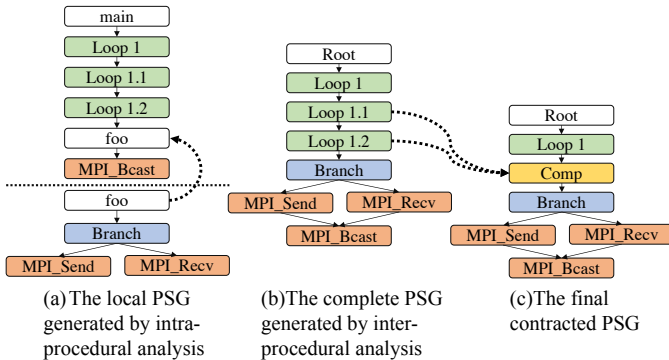 main
Loop 1
Loop 1.1
Loop 1.2
foo
MPI_Bcast
foo
Branch
MPI_Send
MPI_Recv
(a) The local PSG
generated by intra-
procedural analysis
Root
Loop 1
Loop 1.1
Loop 1.2
Branch
MPI_Send
MPI_Recv
MPI_Bcast
(b)The complete PSG
generated by inter-
procedural analysis
Root
Loop 1
Comp
Branch
MPI_Send
MPI_Recv
MPI_Bcast
(c)The final
contracted PSG